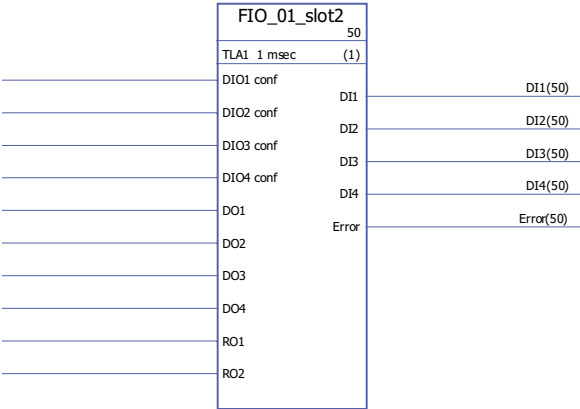 FIO_01_slot2
50
TLA1 1 msec (1)
DIO1 conf
DI1 DI1(50)
DIO2 conf
DI2 DI2(50)
DIO3 conf
DI3 DI3(50)
DIO4 conf
DI4 DI4(50)
DO1
Error Error(50)
DO2
DO3
DO4
RO1
RO2